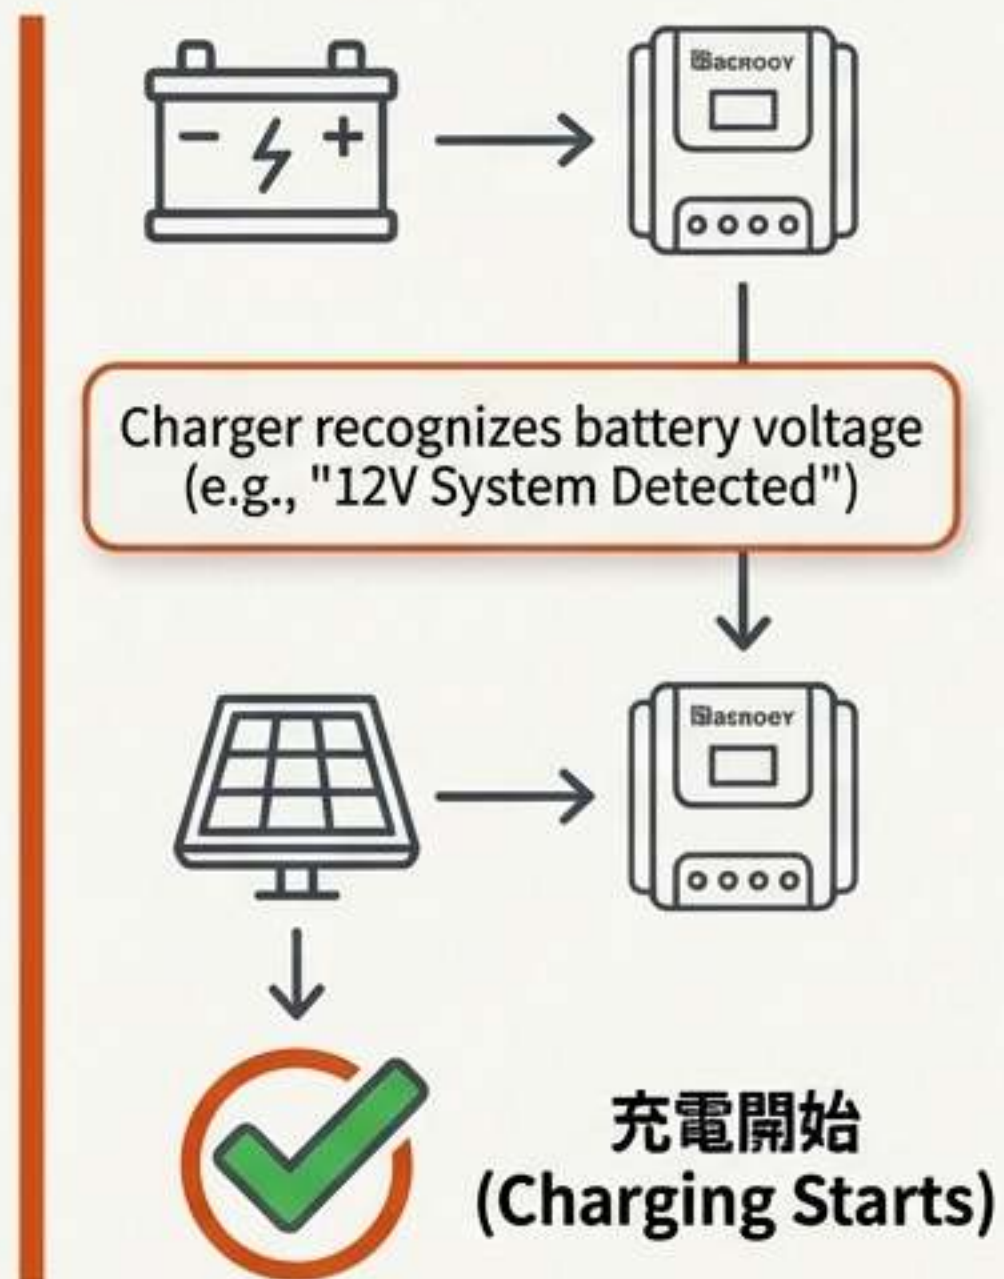 Charger recognizes battery voltage
(e.g., "12V System Detected")
充電開始
(Charging Starts)